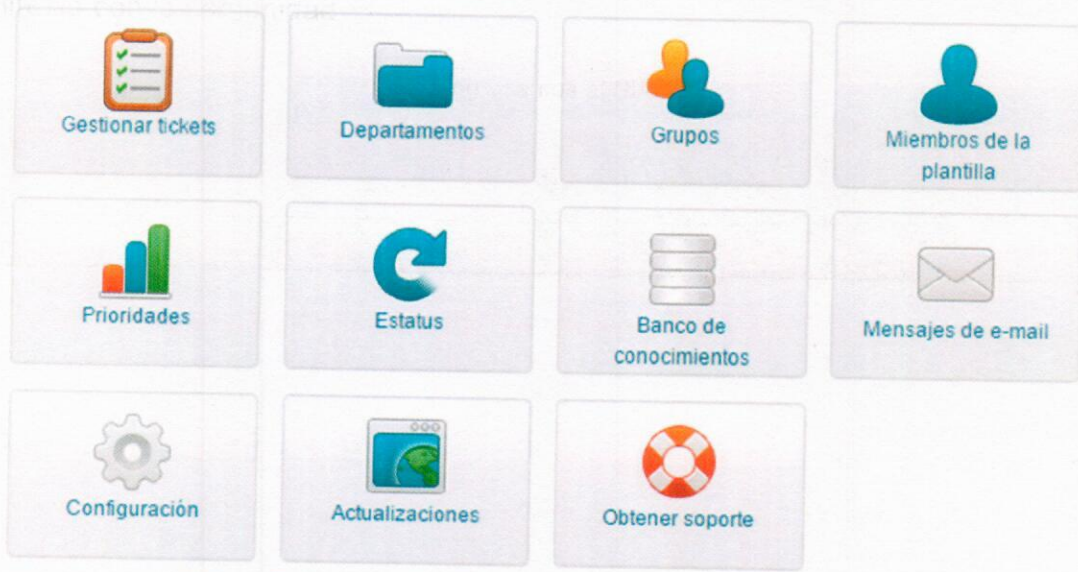 Gestionar tickets
Departamentos
Grupos
Miembros de la
plantilla
Prioridades
Estatus
Banco de
conocimientos
Mensajes de e-mail
Configuración
Actualizaciones
Obtener soporte